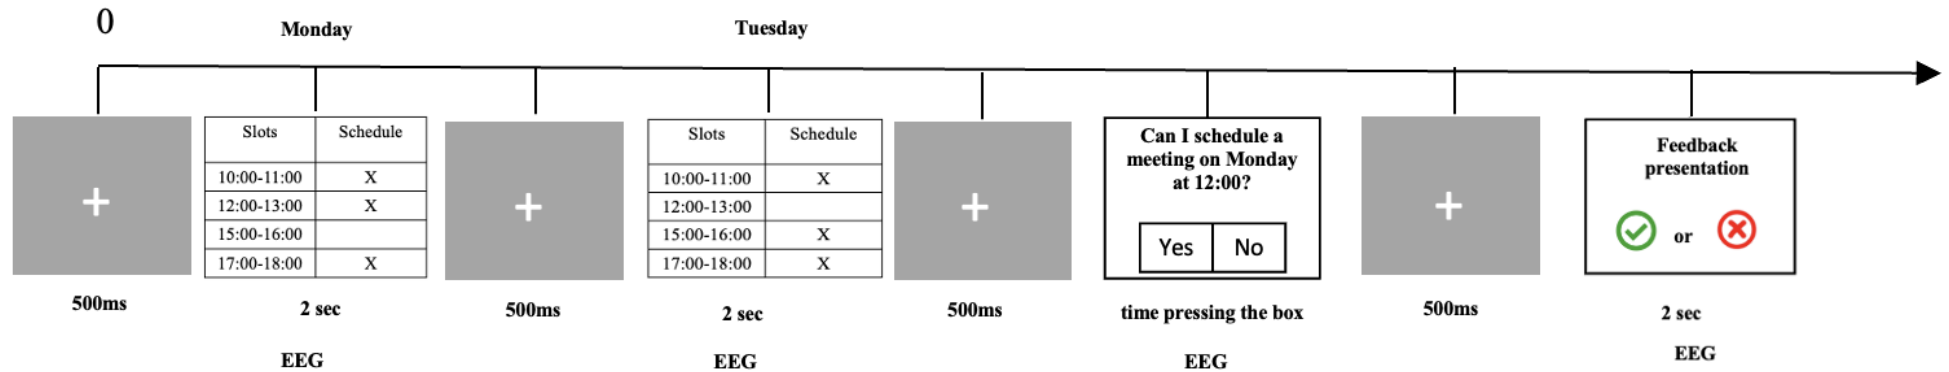 0
Monday
Tuesday
Slots Schedule
10:00-11:00 X
12:00-13:00 X
15:00-16:00
17:00-18:00 X
Slots Schedule
10:00-11:00 X
12:00-13:00
15:00-16:00 X
17:00-18:00 X
Can I schedule a
meeting on Monday
at 12:00?
Yes No
Feedback
presentation
or
500ms
2 sec
500ms
2 sec
500ms
time pressing the box
500ms
2 sec
EEG
EEG
EEG
EEG